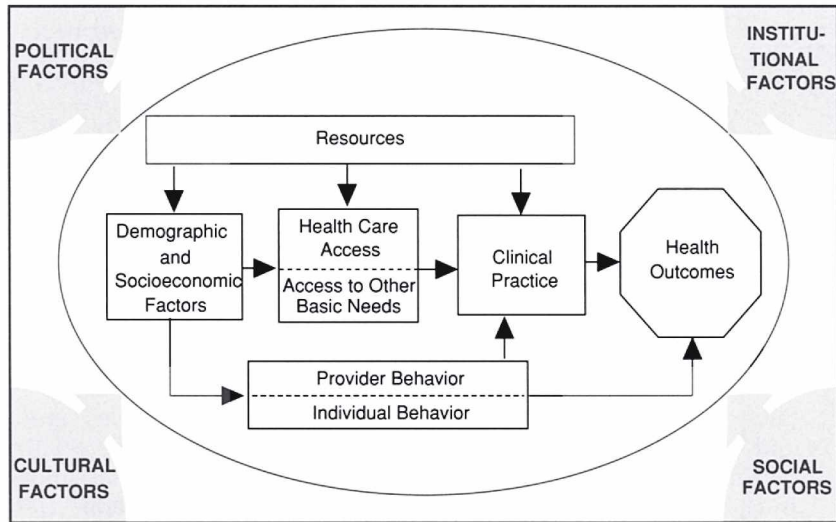 POLITICAL
FACTORS
INSTITU-
TIONAL
FACTORS
Resources
Demographic
and
Socioeconomic
Factors
Health Care
Access
Access to Other
Basic Needs
Clinical
Practice
Health
Outcomes
Provider Behavior
Individual Behavior
CULTURAL
FACTORS
SOCIAL
FACTORS